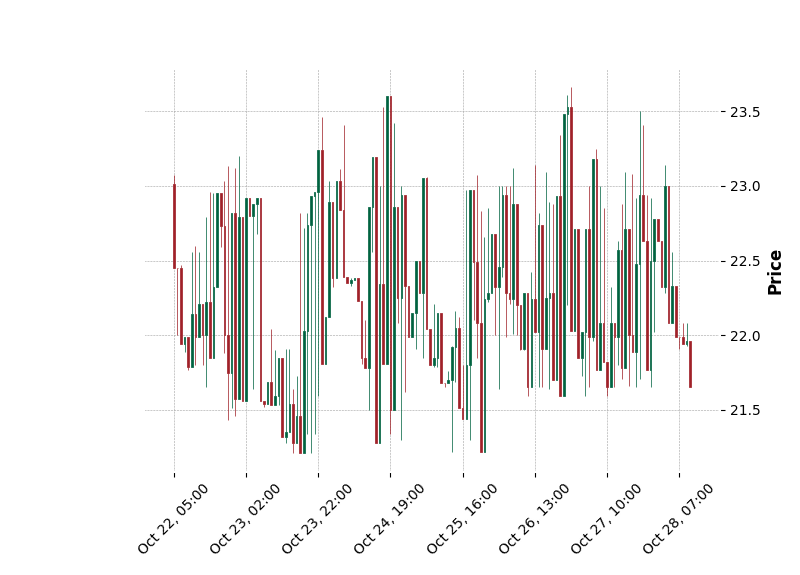 23.5
23.0
22.5
22.0
21.5
Price
Oct 22, 05:00
Oct 23, 02:00
Oct 23, 22:00
Oct 24, 19:00
Oct 25, 16:00
Oct 26, 13:00
Oct 27, 10:00
Oct 28, 07:00